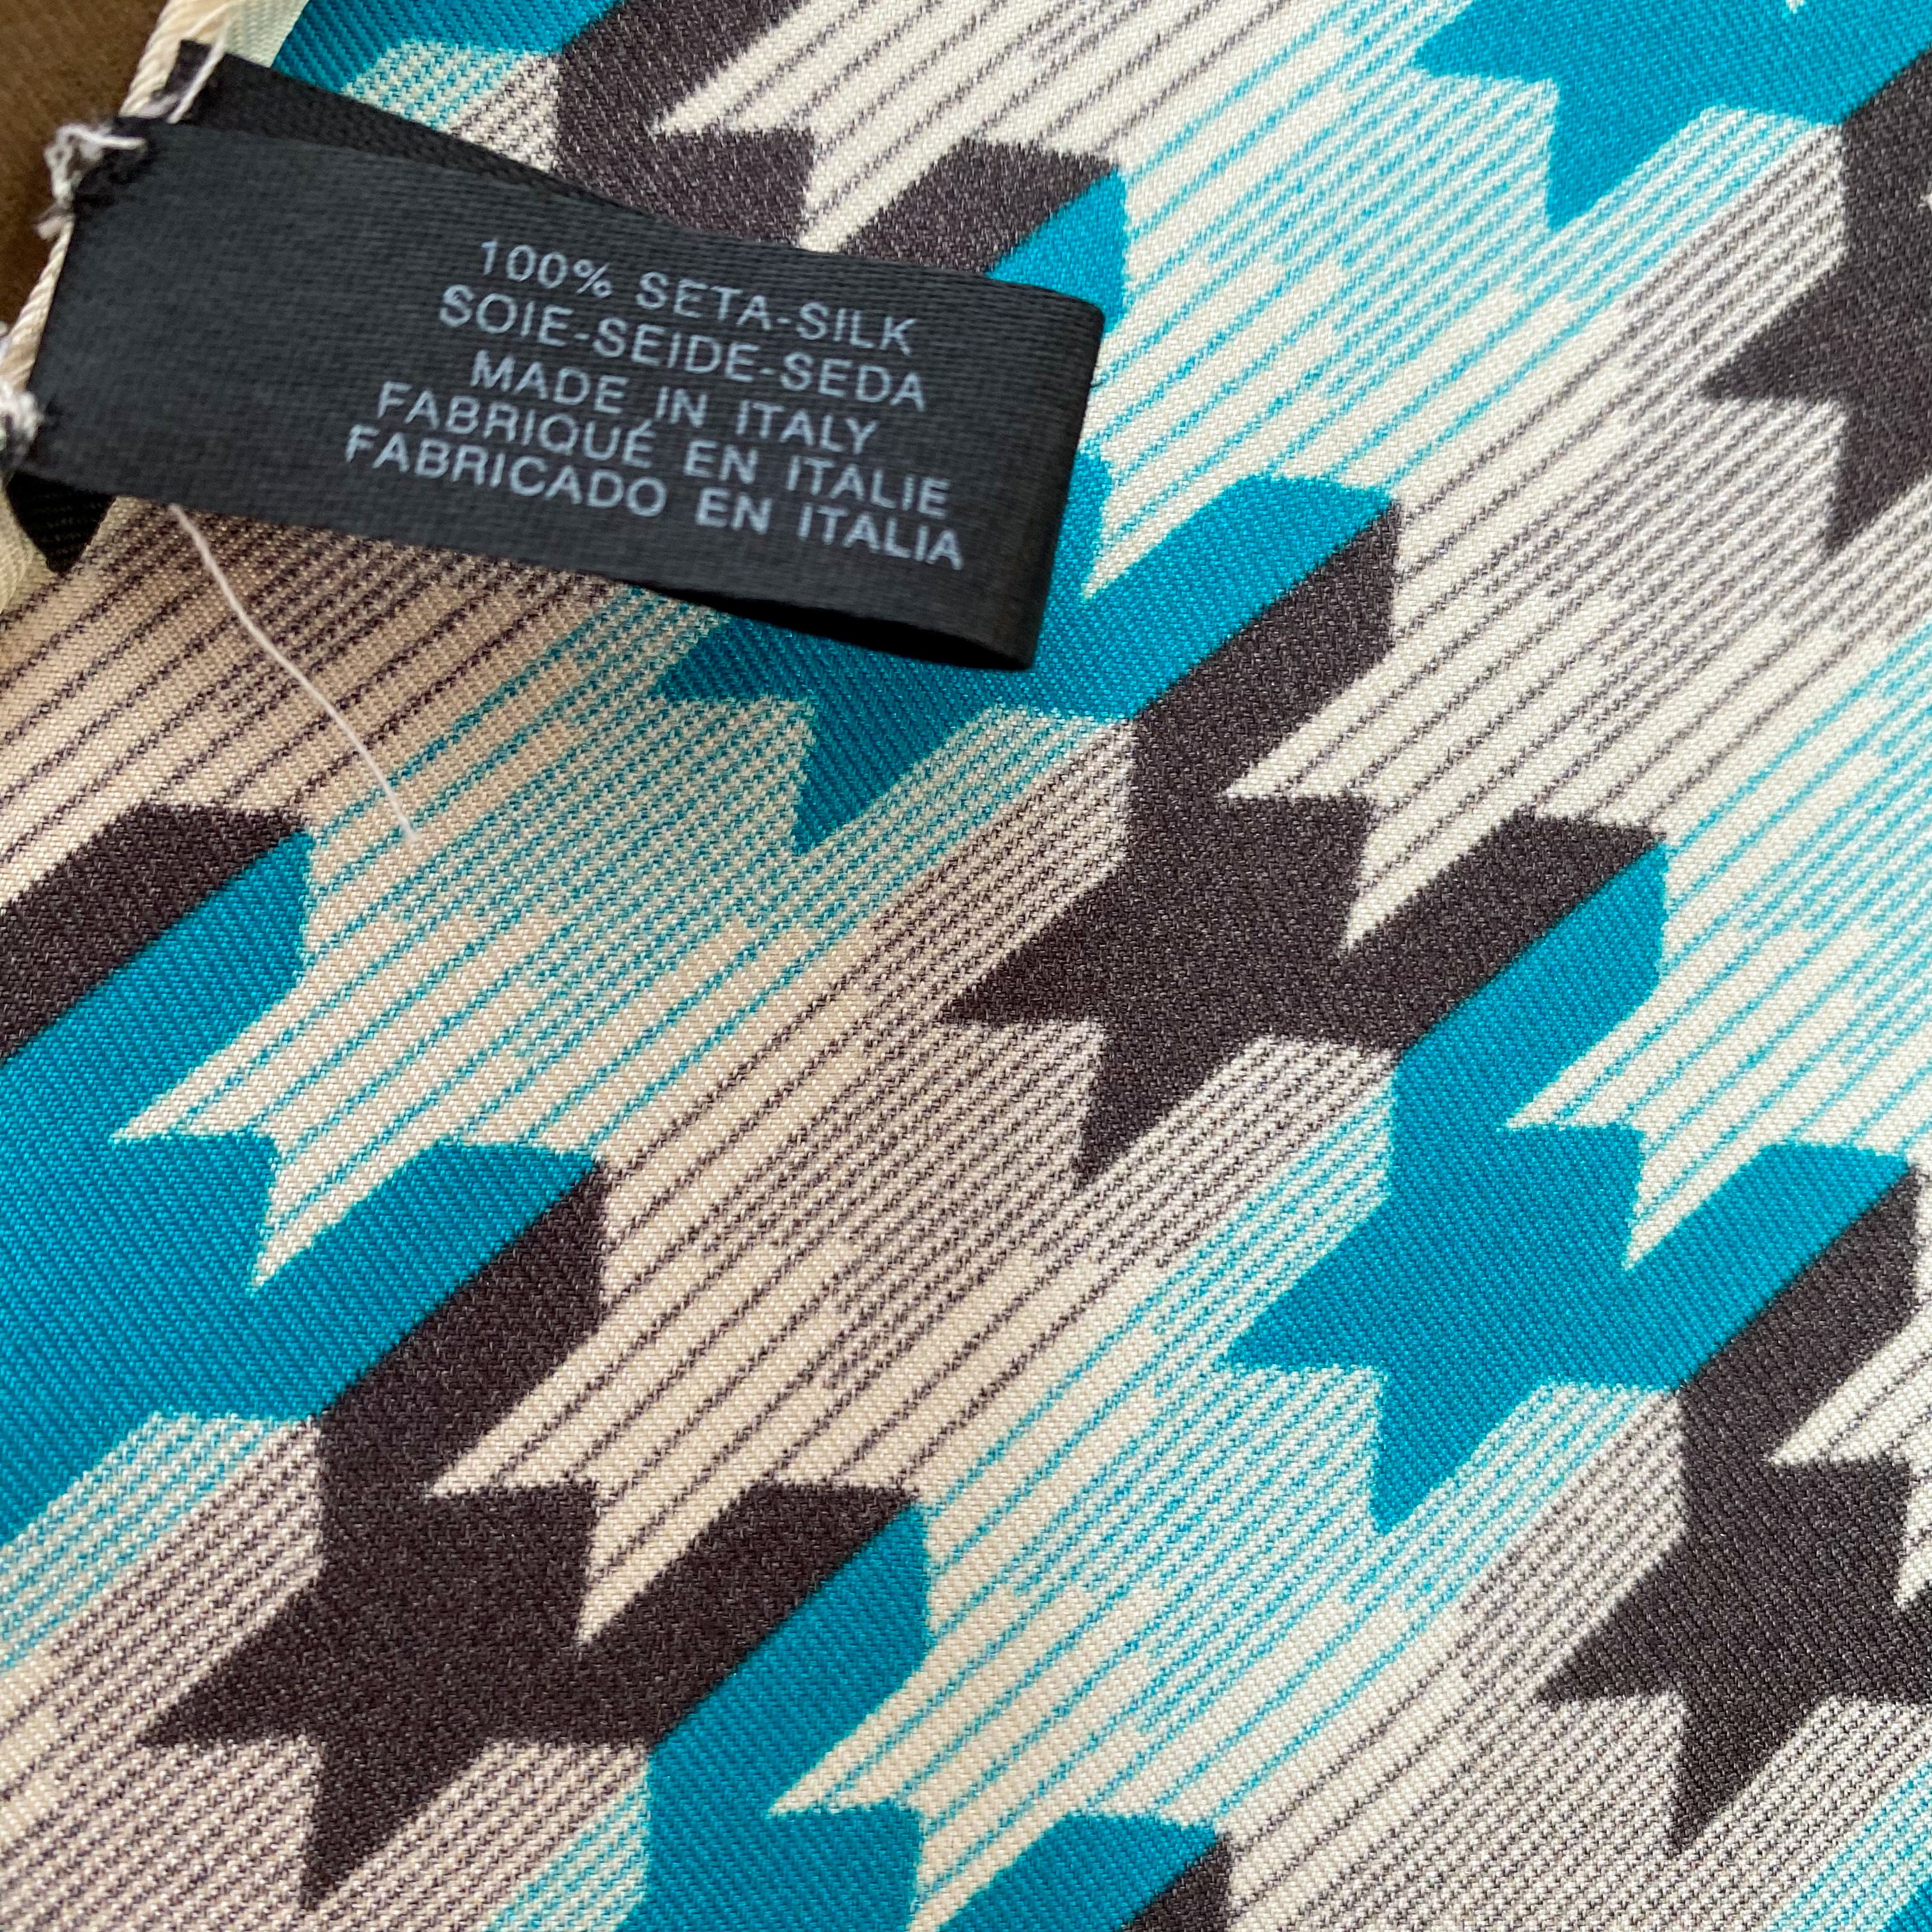 100% SETA-SILK
SOIE-SEIDE-SEDA
MADE IN ITALY
FABRIQUÉ EN ITALIE
FABRICADO EN ITALIA